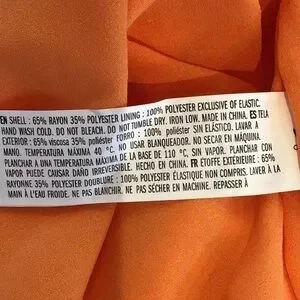 EN SHELL : 65% RAYON 35% POLYESTER LINING : 100% POLYESTER EXCLUSIVE OF ELASTIC.
HAND WASH COLD. DO NOT BLEACH. DO NOT TUMBLE DRY. IRON LOW. MADE IN CHINA. ES TELA
EXTERIOR : 65% viscosa 35% poliéster FORRO : 100% poliéster SIN ELÁSTICO. LAVAR A
MANO. TEMPERATURA MÁXIMA 40 °C. NO USAR BLANQUEADOR. NO SECAR EN MÁQUINA.
PLANCHAR A UNA TEMPERATURA MÁXIMA DE LA BASE DE 110 °C, SIN VAPOR. PLANCHAR CON
VAPOR PUEDE CAUSAR DAÑO IRREVERSIBLE. HECHO EN CHINA. FR ÉTOFFE EXTÉRIEURE : 65%
RAYONNE 35% POLYESTER DOUBLURE : 100% POLYESTER ÉLASTIQUE NON COMPRIS. LAVER À LA
MAIN À L'EAU FROIDE. NE PAS BLANCHIR. NE PAS SÉCHER EN MACHINE. REPASSER À